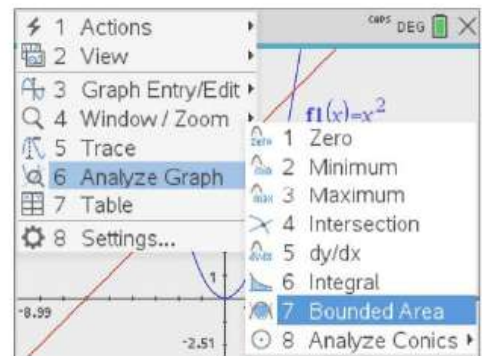 1 Actions
2 View
3 Graph Entry/Edit
4 Window / Zoom
5 Trace
6 Analyze Graph
7 Table
8 Settings...
CAPS DEG
f1(x)=x²
1 Zero
2 Minimum
3 Maximum
4 Intersection
5 dy/dx
6 Integral
7 Bounded Area
8 Analyze Conics
1
-8.99
-2.51